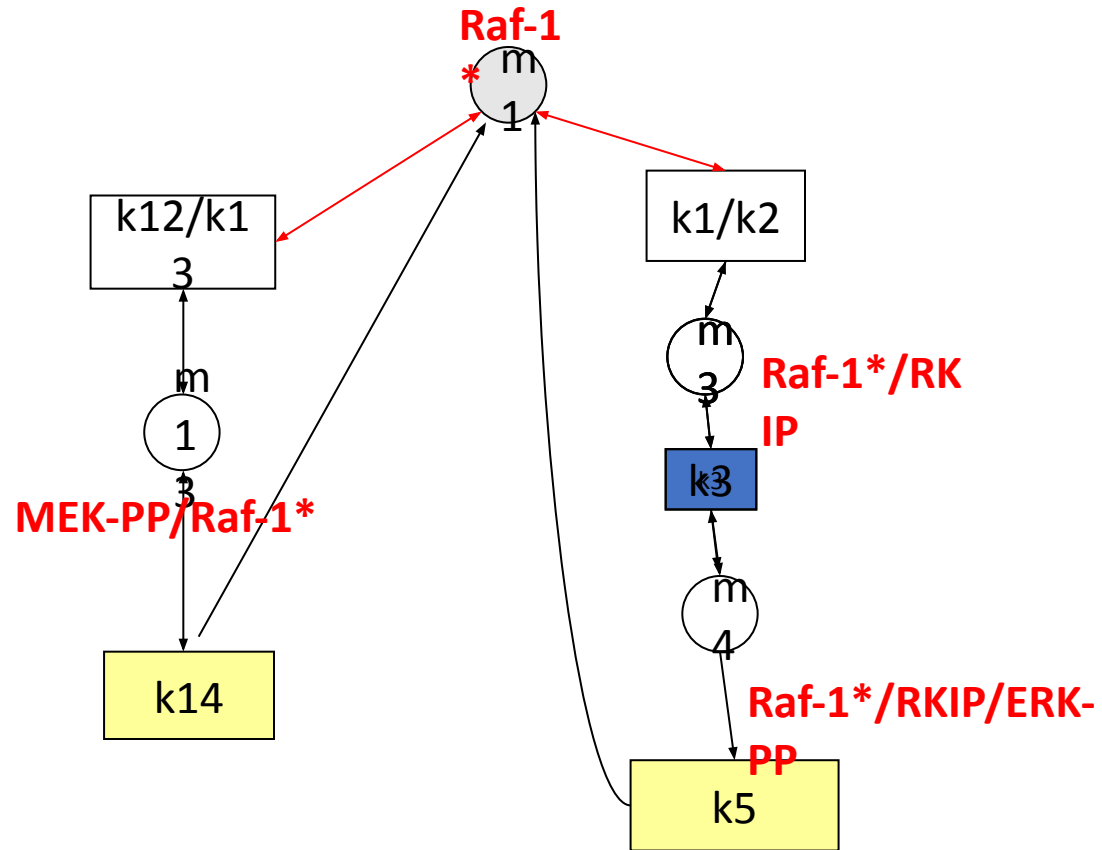 Raf-1
*
m
1
k12/k1
3
k1/k2
m
3
Raf-1*/RK
IP
m
1
3
k3
MEK-PP/Raf-1*
m
4
k14
Raf-1*/RKIP/ERK-
PP
k5